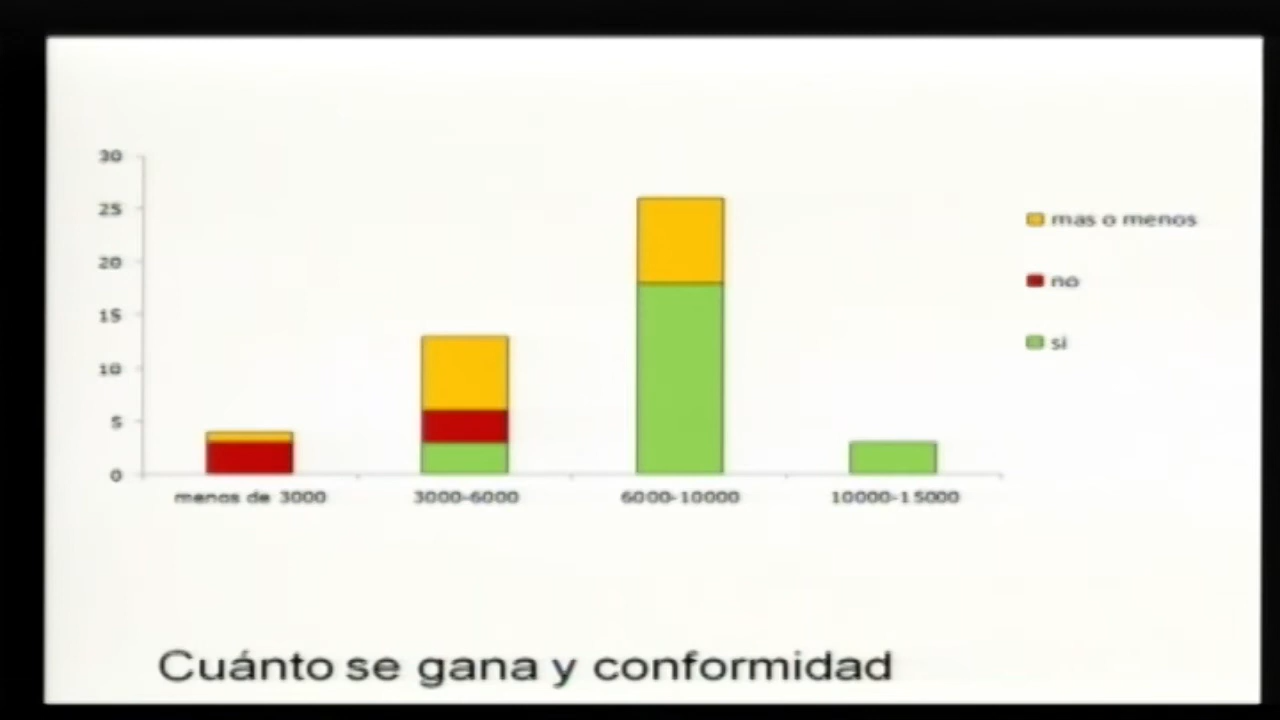 30
25
20
15
10
5
0
menos de 3000
3000-6000
6000-10000
10000-15000
mas o menos
no
si
Cuánto se gana y conformidad